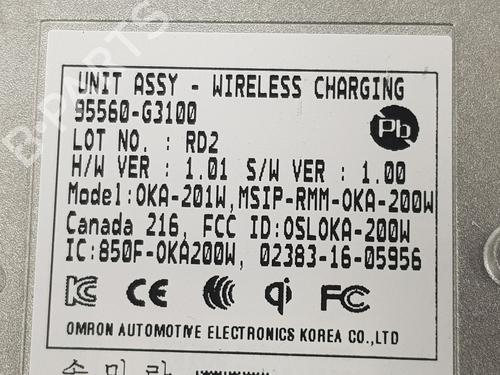 UNIT ASSY - WIRELESS CHARGING
95560-G3100
Pb
LOT NO. : RD2
H/W VER : 1.01 S/W VER : 1.00
Model:OKA-201W,MSIP-RMM-OKA-200W
Canada 216, FCC ID:OSLOKA-200W
IC:850F-OKA200W, 02383-16-05956
CE qi FC
OMRON AUTOMOTIVE ELECTRONICS KOREA CO.,LTD
B-PARTS